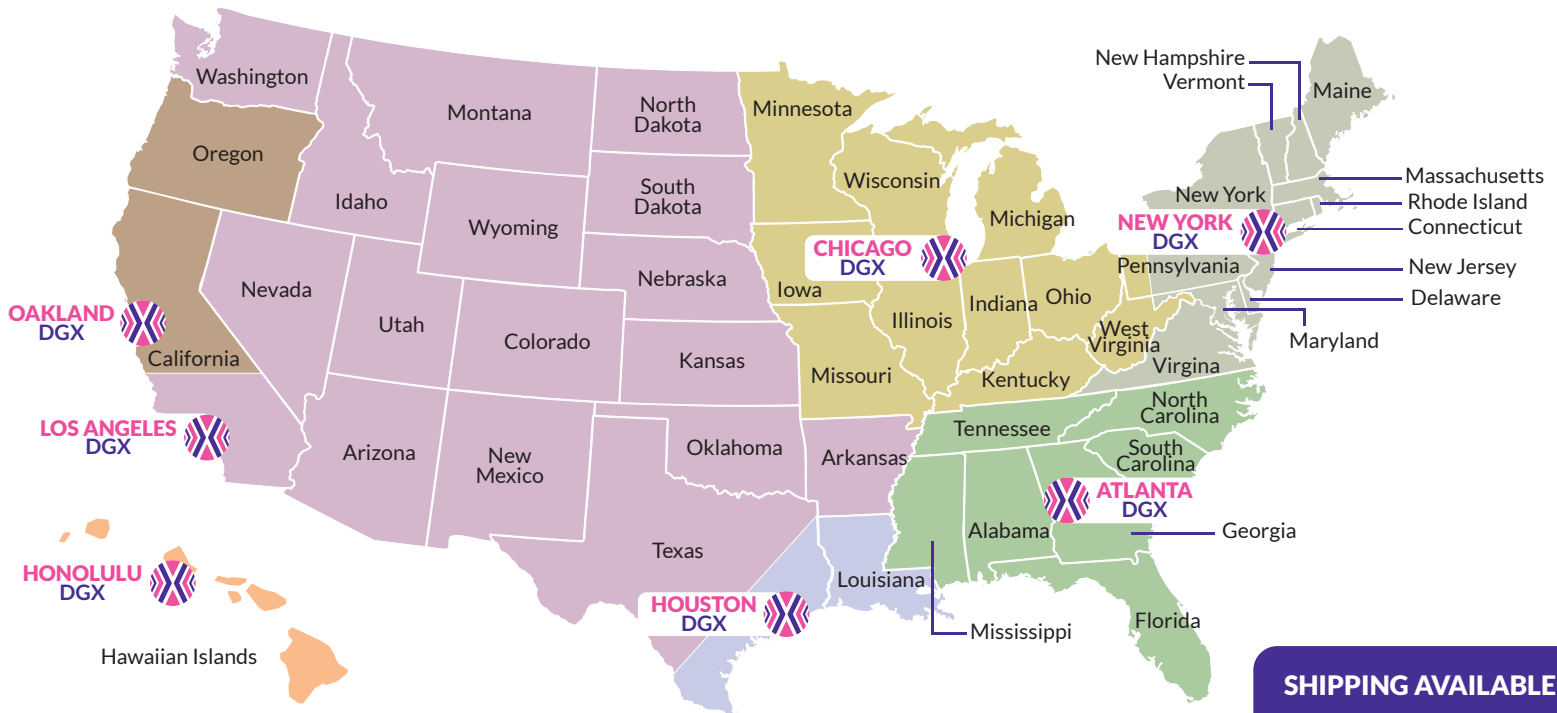 New Hampshire
Vermont
Maine
Washington
Montana
North
Dakota
Minnesota
Oregon
Idaho
Wyoming
South
Dakota
Wisconsin
Michigan
New York
Massachusetts
Rhode Island
Connecticut
NEW YORK
DGX
CHICAGO
DGX
Pennsylvania
New Jersey
Delaware
Maryland
Nevada
Utah
Colorado
Nebraska
Iowa
Illinois
Indiana
Ohio
West
Virginia
Virgina
OAKLAND
DGX
California
Kansas
Missouri
Kentucky
LOS ANGELES
DGX
Arizona
New
Mexico
Oklahoma
Arkansas
Tennessee
North
Carolina
South
Carolina
ATLANTA
DGX
Texas
Alabama
Georgia
HONOLULU
DGX
HOUSTON
DGX
Louisiana
Mississippi
Florida
Hawaiian Islands
SHIPPING AVAILABLE